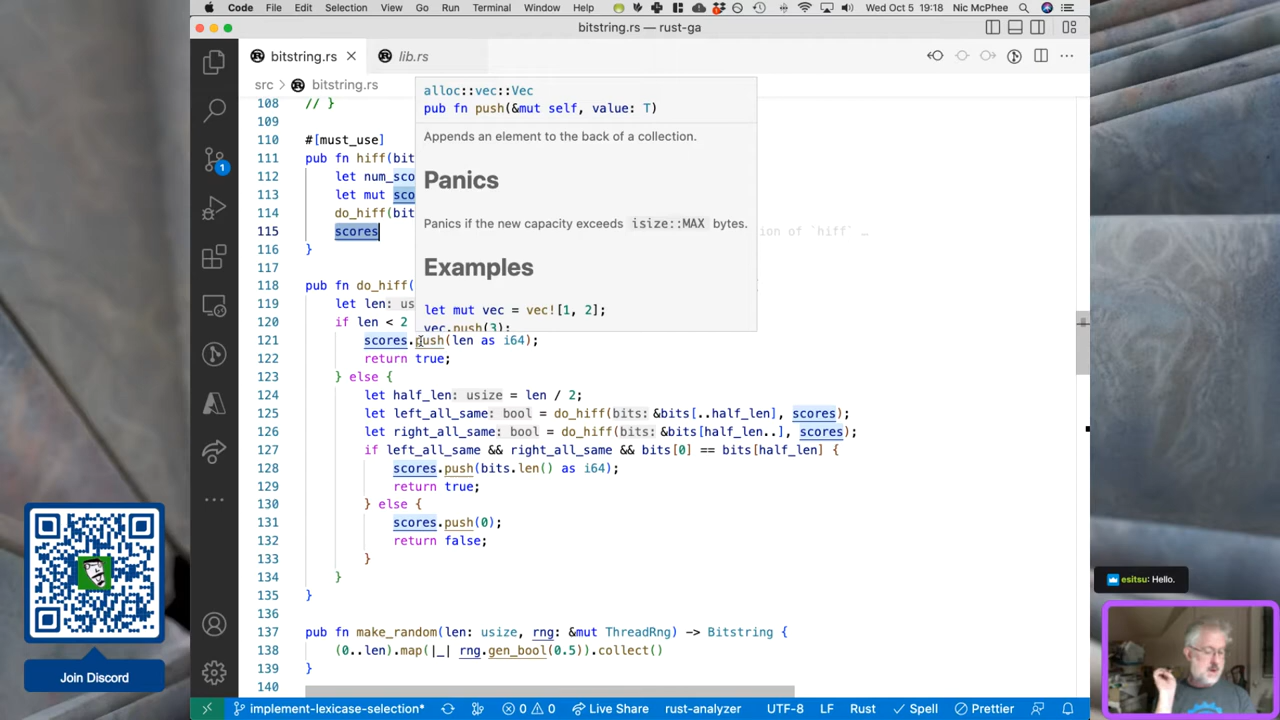 Code File Edit Selection View Go Run Terminal Window Help Wed Oct 5 19:18 Nic McPhee
bitstring.rs — rust-ga
bitstring.rs lib.rs
src > bitstring.rs
108 // }
109
110 #[must_use]
111 pub fn hiff(bit
112 let num_sco
113 let mut sco
114 do_hiff(bit
115 scores ion of `hiff` …
116 }
117
118 pub fn do_hiff(
119 let len: us
120 if len < 2
121 scores.push(len as i64);
122 return true;
123 } else {
124 let half_len: usize = len / 2;
125 let left_all_same: bool = do_hiff(bits: &bits[..half_len], scores);
126 let right_all_same: bool = do_hiff(bits: &bits[half_len..], scores);
127 if left_all_same && right_all_same && bits[0] == bits[half_len] {
128 scores.push(bits.len() as i64);
129 return true;
130 } else {
131 scores.push(0);
132 return false;
133 }
134 }
135 }
136
137 pub fn make_random(len: usize, rng: &mut ThreadRng) -> Bitstring {
138 (0..len).map(|_| rng.gen_bool(0.5)).collect()
139 }
140
alloc::vec::Vec
pub fn push(&mut self, value: T)
Appends an element to the back of a collection.
Panics
Panics if the new capacity exceeds isize::MAX bytes.
Examples
let mut vec = vec![1, 2];
vec.push(3);
1
implement-lexicase-selection* 0 0 Live Share rust-analyzer UTF-8 LF Rust Spell Prettier
Join Discord
esitsu: Hello.